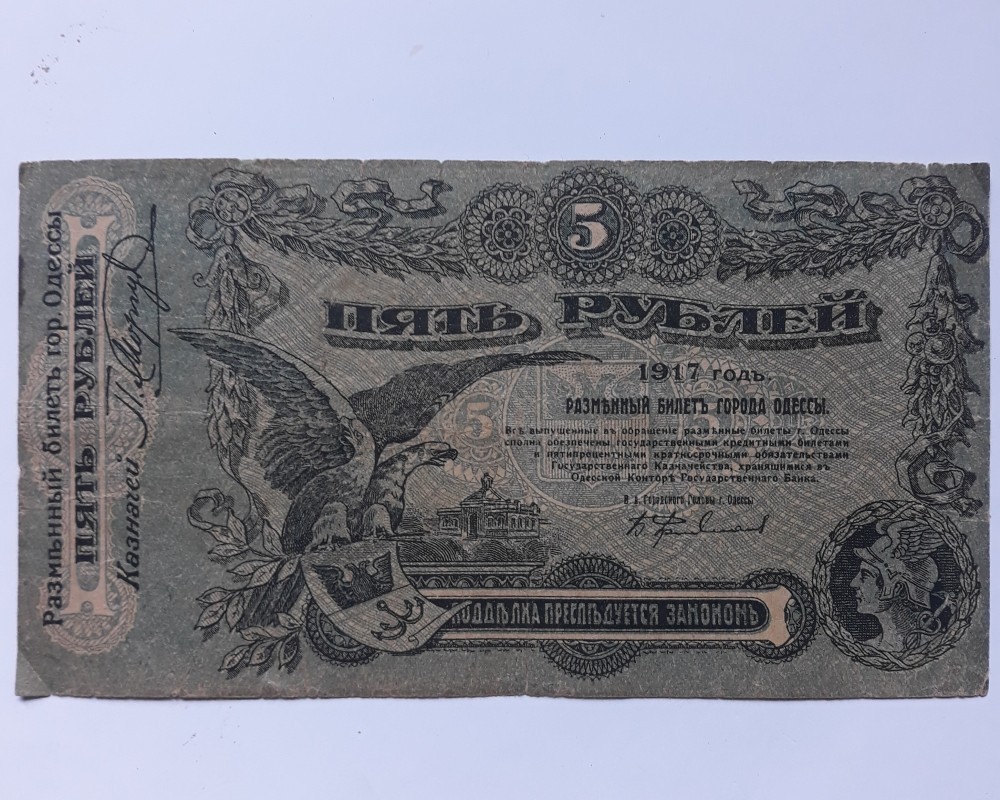 Размѣнный билетъ гор. Одессы
ПЯТЬ РУБЛЕЙ
Казначей
5
ПЯТЬ РУБЛЕЙ
1917 годъ.
РАЗМѢННЫЙ БИЛЕТЪ ГОРОДА ОДЕССЫ.
Всѣ выпущенные въ обращеніе размѣнные билеты г. Одессы
сполна обезпечены государственными кредитными билетами
и пятипроцентными краткосрочными обязательствами
Государственнаго Казначейства, хранящимися въ
Одесской Конторѣ Государственнаго Банка.
И. д. Городского Головы г. Одессы
5
ПОДДѢЛКА ПРЕСЛѢДУЕТСЯ ЗАКОНОМЪ